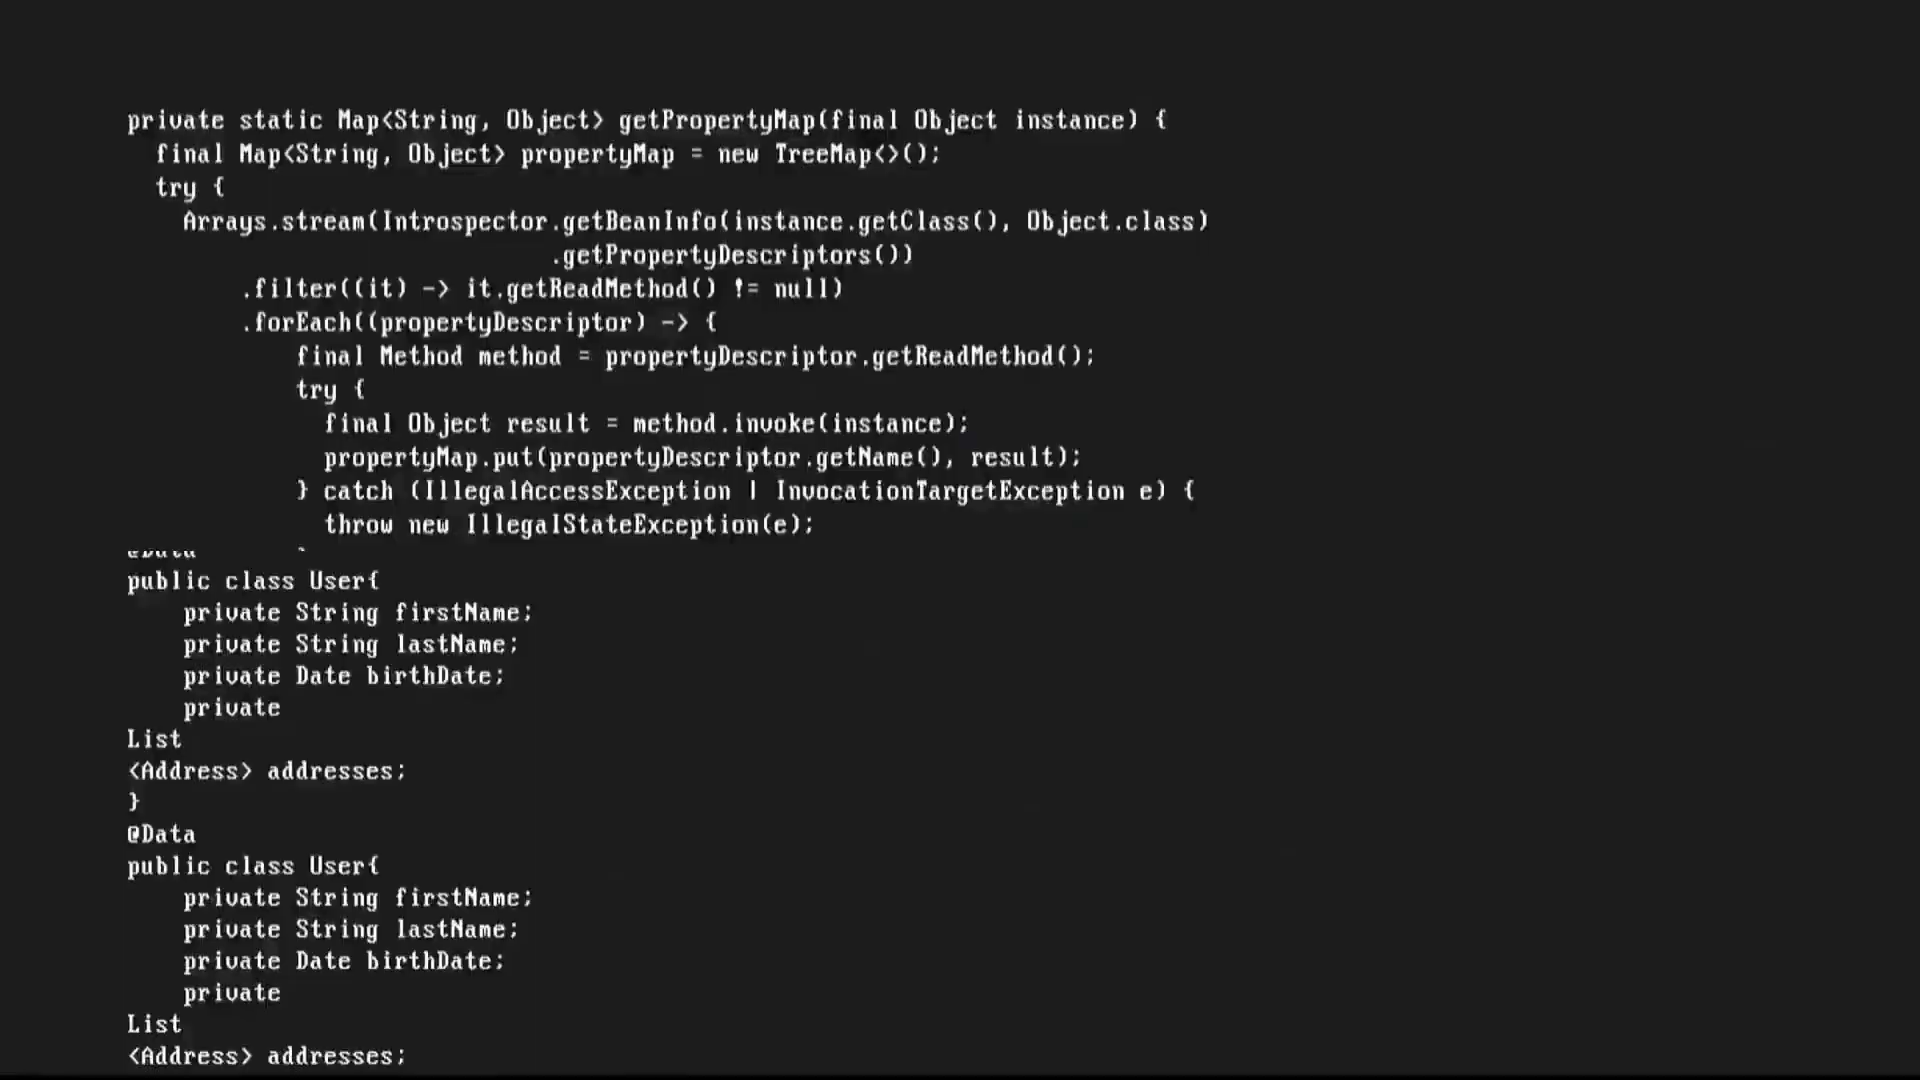 private static Map<String, Object> getPropertyMap(final Object instance) {
final Map<String, Object> propertyMap = new TreeMap<>();
try {
Arrays.stream(Introspector.getBeanInfo(instance.getClass(), Object.class)
.getPropertyDescriptors())
.filter((it) -> it.getReadMethod() != null)
.forEach((propertyDescriptor) -> {
final Method method = propertyDescriptor.getReadMethod();
try {
final Object result = method.invoke(instance);
propertyMap.put(propertyDescriptor.getName(), result);
} catch (IllegalAccessException | InvocationTargetException e) {
throw new IllegalStateException(e);
public class User{
private String firstName;
private String lastName;
private Date birthDate;
private
List
<Address> addresses;
}
@Data
public class User{
private String firstName;
private String lastName;
private Date birthDate;
private
List
<Address> addresses;